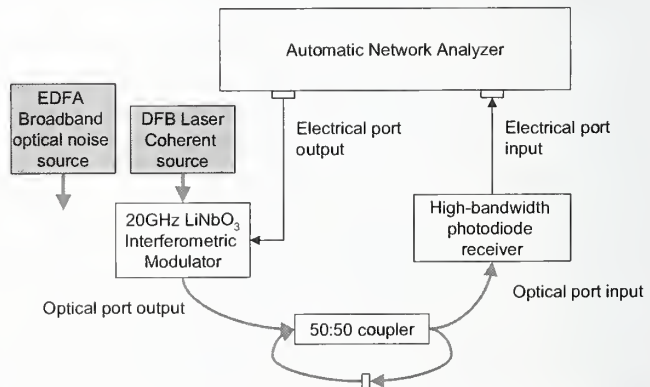 Automatic Network Analyzer
EDFA
Broadband
optical noise
source
DFB Laser
Coherent
source
Electrical port
output
Electrical port
input
20GHz LiNbO3
Interferometric
Modulator
High-bandwidth
photodiode
receiver
Optical port output
Optical port input
50:50 coupler